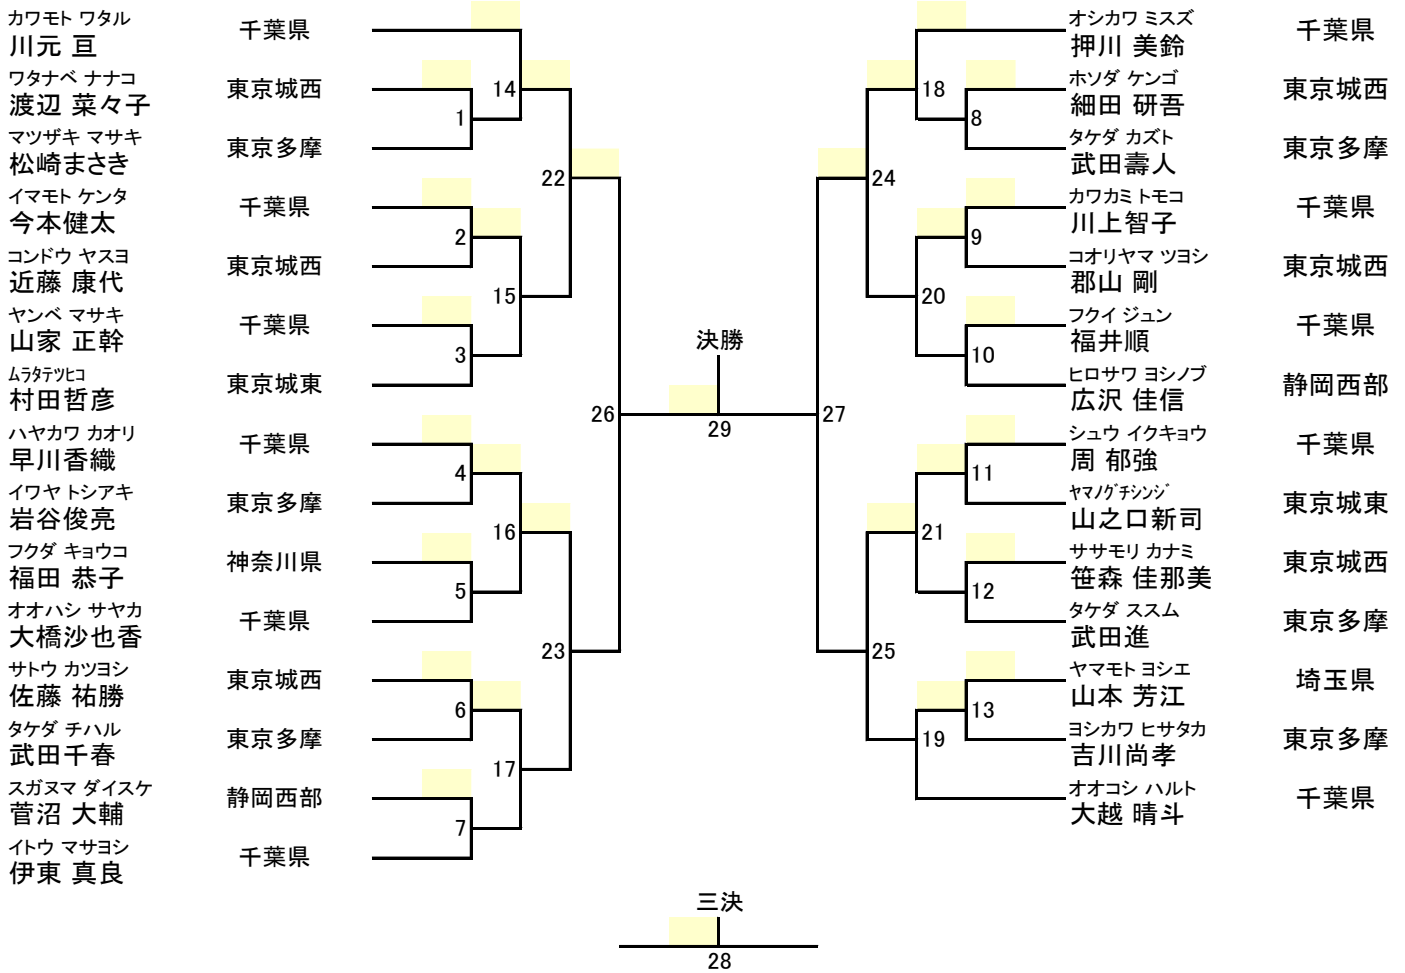 カワモト ワタル
川元 亘
千葉県
ワタナベ ナナコ
渡辺 菜々子
東京城西
マツザキ マサキ
松崎まさき
東京多摩
イマモト ケンタ
今本健太
千葉県
コンドウ ヤスヨ
近藤 康代
東京城西
ヤンベ マサキ
山家 正幹
千葉県
ムラタテツヒコ
村田哲彦
東京城東
ハヤカワ カオリ
早川香織
千葉県
イワヤ トシアキ
岩谷俊亮
東京多摩
フクダ キョウコ
福田 恭子
神奈川県
オオハシ サヤカ
大橋沙也香
千葉県
サトウ カツヨシ
佐藤 祐勝
東京城西
タケダ チハル
武田千春
東京多摩
スガヌマ ダイスケ
菅沼 大輔
静岡西部
イトウ マサヨシ
伊東 真良
千葉県
1
2
3
4
5
6
7
14
15
16
17
22
23
26
決勝
29
三決
28
27
24
25
18
20
21
19
8
9
10
11
12
13
オシカワ ミスズ
押川 美鈴
千葉県
ホソダ ケンゴ
細田 研吾
東京城西
タケダ カズト
武田壽人
東京多摩
カワカミ トモコ
川上智子
千葉県
コオリヤマ ツヨシ
郡山 剛
東京城西
フクイ ジュン
福井順
千葉県
ヒロサワ ヨシノブ
広沢 佳信
静岡西部
シュウ イクキョウ
周 郁強
千葉県
ヤマノグチシンジ
山之口新司
東京城東
ササモリ カナミ
笹森 佳那美
東京城西
タケダ ススム
武田進
東京多摩
ヤマモト ヨシエ
山本 芳江
埼玉県
ヨシカワ ヒサタカ
吉川尚孝
東京多摩
オオコシ ハルト
大越 晴斗
千葉県